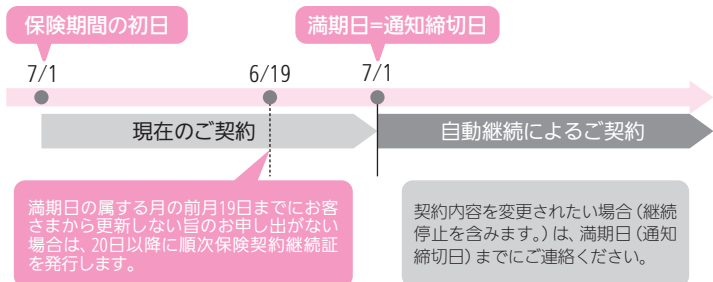 保険期間の初日
満期日=通知締切日
7/1
6/19
7/1
現在のご契約
自動継続によるご契約
満期日の属する月の前月19日までにお客
さまから更新しない旨のお申し出がない
場合は、20日以降に順次保険契約継続証
を発行します。
契約内容を変更されたい場合(継続
停止を含みます。)は、満期日(通知
締切日)までにご連絡ください。